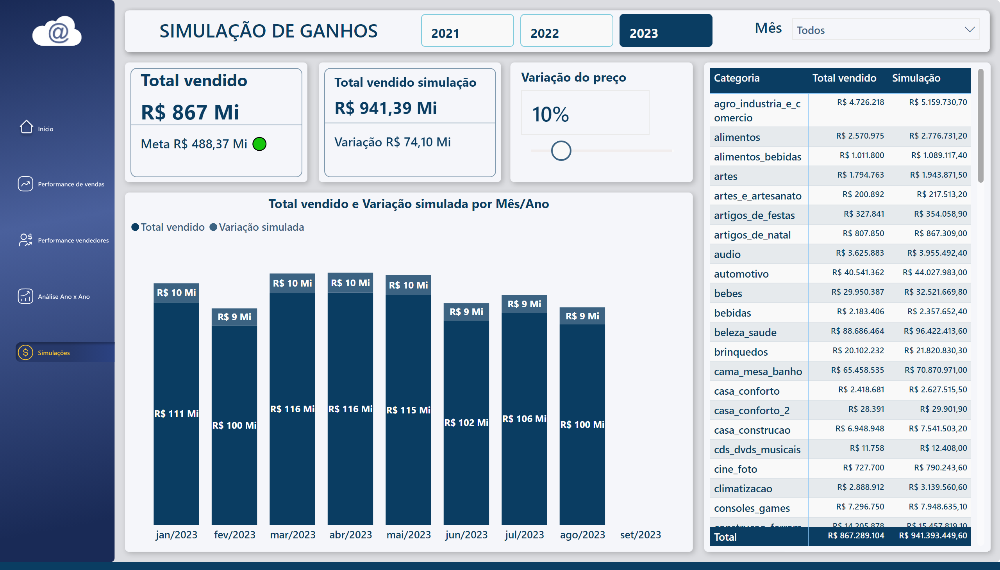 @
Início
Performance de vendas
Performance vendedores
Análise Ano x Ano
Simulações
SIMULAÇÃO DE GANHOS
2021
2022
2023
Mês
Todos
Total vendido
R$ 867 Mi
Meta R$ 488,37 Mi
Total vendido simulação
R$ 941,39 Mi
Variação R$ 74,10 Mi
Variação do preço
10%
Total vendido e Variação simulada por Mês/Ano
Total vendido Variação simulada
R$ 10 Mi R$ 9 Mi R$ 10 Mi R$ 10 Mi R$ 10 Mi R$ 9 Mi R$ 9 Mi R$ 9 Mi
R$ 111 Mi R$ 100 Mi R$ 116 Mi R$ 116 Mi R$ 115 Mi R$ 102 Mi R$ 106 Mi R$ 100 Mi
jan/2023 fev/2023 mar/2023 abr/2023 mai/2023 jun/2023 jul/2023 ago/2023 set/2023
Categoria Total vendido Simulação
agro_industria_e_c R$ 4.726.218 R$ 5.159.730,70
omercio
alimentos R$ 2.570.975 R$ 2.776.731,20
alimentos_bebidas R$ 1.011.800 R$ 1.089.117,40
artes R$ 1.794.763 R$ 1.943.871,50
artes_e_artesanato R$ 200.892 R$ 217.513,20
artigos_de_festas R$ 327.841 R$ 354.058,90
artigos_de_natal R$ 807.850 R$ 867.309,00
audio R$ 3.625.883 R$ 3.955.492,40
automotivo R$ 40.541.362 R$ 44.027.983,00
bebes R$ 29.950.387 R$ 32.521.669,80
bebidas R$ 2.183.406 R$ 2.357.652,40
beleza_saude R$ 88.686.464 R$ 96.422.413,60
brinquedos R$ 20.102.232 R$ 21.820.830,30
cama_mesa_banho R$ 65.458.535 R$ 70.870.971,00
casa_conforto R$ 2.418.681 R$ 2.627.515,50
casa_conforto_2 R$ 28.391 R$ 29.901,90
casa_construcao R$ 6.948.948 R$ 7.541.503,20
cds_dvds_musicais R$ 11.758 R$ 12.408,00
cine_foto R$ 727.700 R$ 790.243,60
climatizacao R$ 2.888.912 R$ 3.139.560,60
consoles_games R$ 7.296.750 R$ 7.948.635,10
construcao_ferram R$ 14.205.878 R$ 15.457.819,10
Total R$ 867.289.104 R$ 941.393.449,60